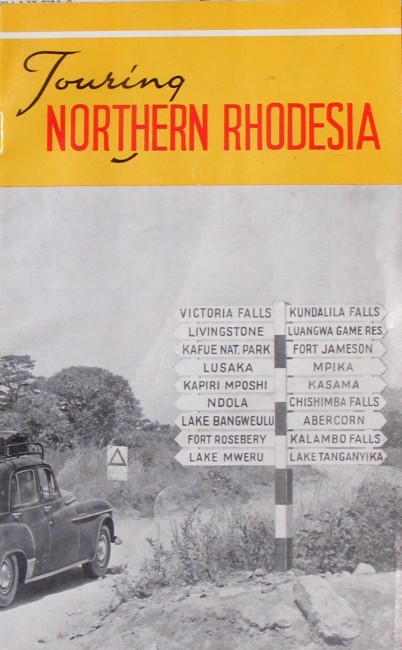 Touring
NORTHERN RHODESIA
VICTORIA FALLS
LIVINGSTONE
KAFUE NAT. PARK
LUSAKA
KAPIRI MPOSHI
NDOLA
LAKE BANGWEULU
FORT ROSEBERY
LAKE MWERU
KUNDALILA FALLS
LUANGWA GAME RES
FORT JAMESON
MPIKA
KASAMA
CHISHIMBA FALLS
ABERCORN
KALAMBO FALLS
LAKE TANGANYIKA